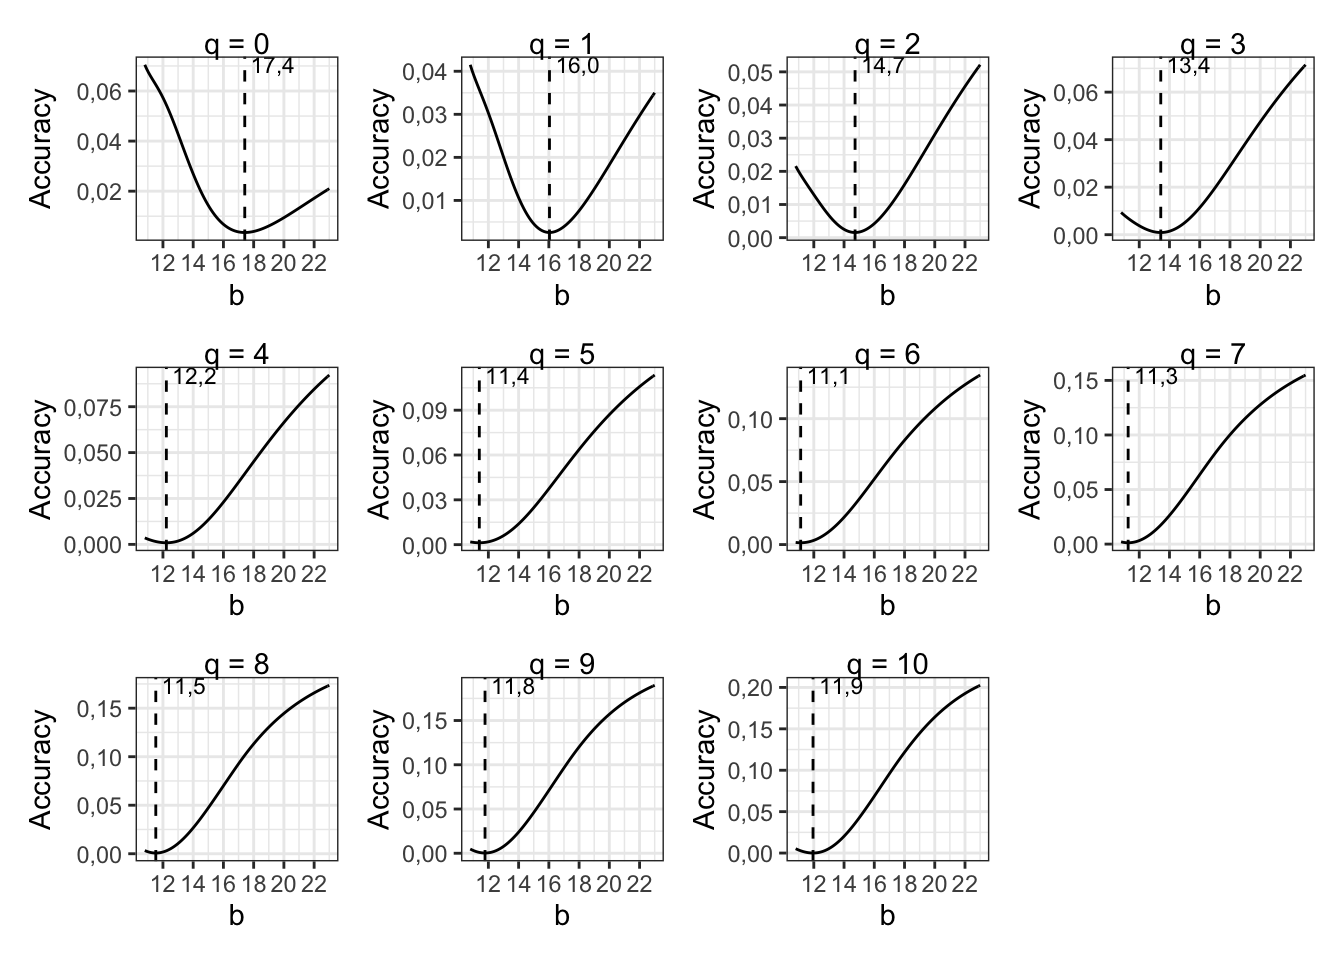 q = 0
17,4
Accuracy
0,06
0,04
0,02
12 14 16 18 20 22
b
q = 1
16,0
Accuracy
0,04
0,03
0,02
0,01
12 14 16 18 20 22
b
q = 2
14,7
Accuracy
0,05
0,04
0,03
0,02
0,01
0,00
12 14 16 18 20 22
b
q = 3
13,4
Accuracy
0,06
0,04
0,02
0,00
12 14 16 18 20 22
b
q = 4
12,2
Accuracy
0,075
0,050
0,025
0,000
12 14 16 18 20 22
b
q = 5
11,4
Accuracy
0,09
0,06
0,03
0,00
12 14 16 18 20 22
b
q = 6
11,1
Accuracy
0,10
0,05
0,00
12 14 16 18 20 22
b
q = 7
11,3
Accuracy
0,15
0,10
0,05
0,00
12 14 16 18 20 22
b
q = 8
11,5
Accuracy
0,15
0,10
0,05
0,00
12 14 16 18 20 22
b
q = 9
11,8
Accuracy
0,15
0,10
0,05
0,00
12 14 16 18 20 22
b
q = 10
11,9
Accuracy
0,20
0,15
0,10
0,05
0,00
12 14 16 18 20 22
b